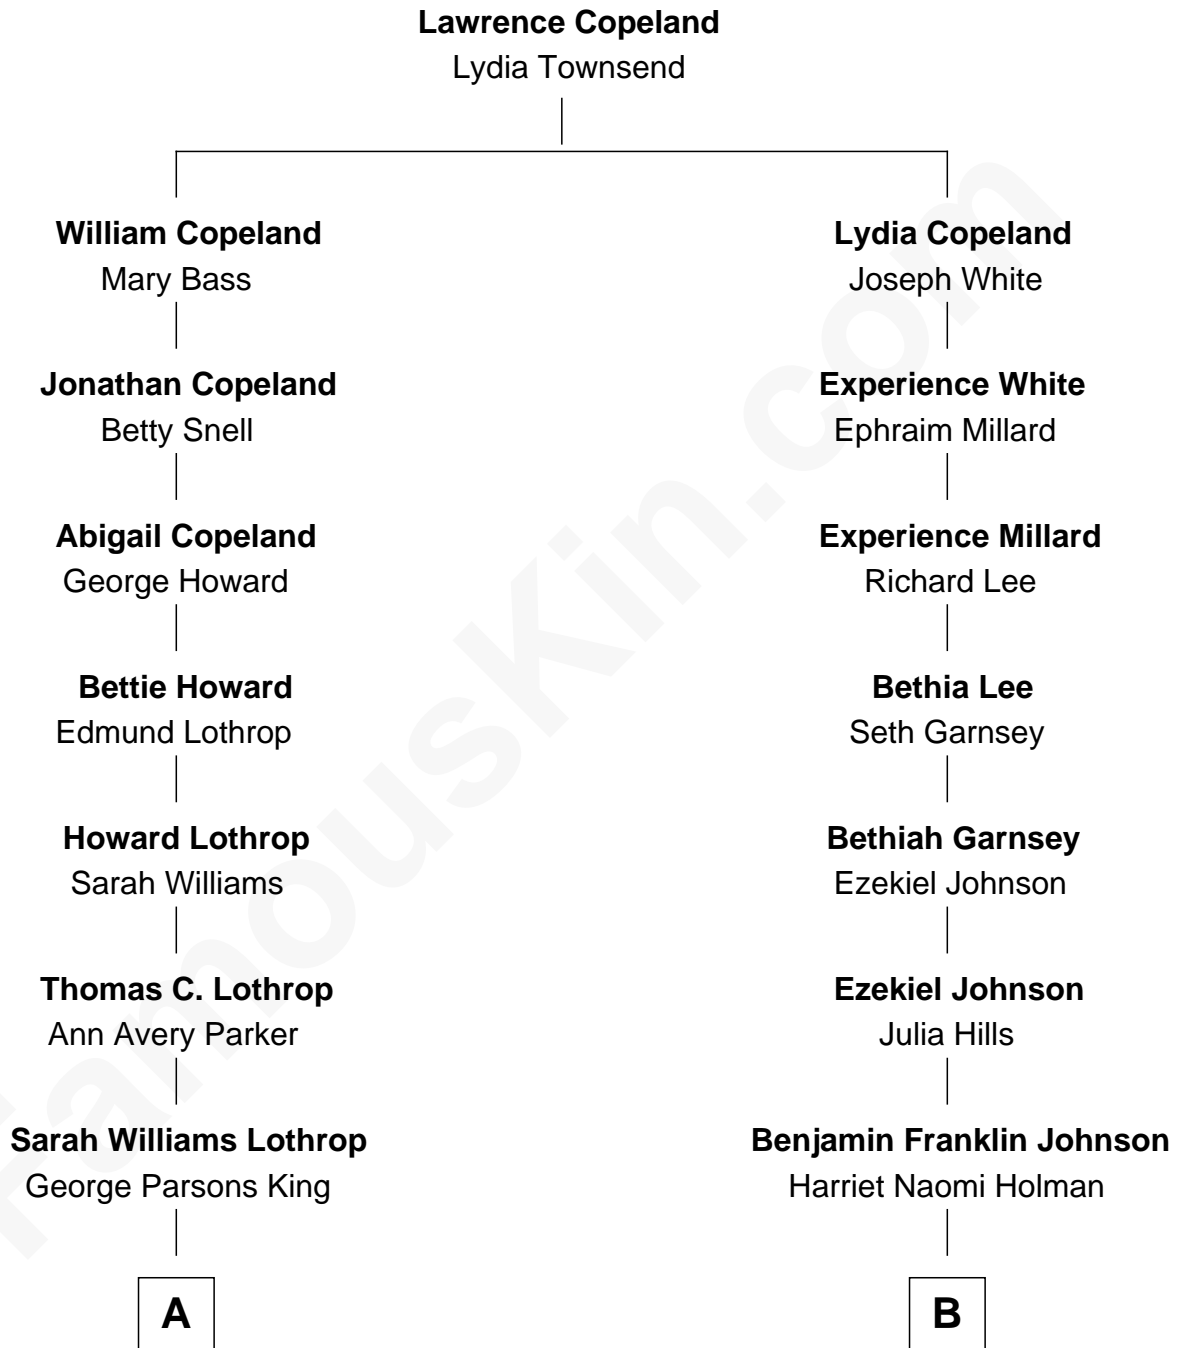 Lawrence Copeland
Lydia Townsend
William Copeland
Mary Bass
Lydia Copeland
Joseph White
Jonathan Copeland
Betty Snell
Experience White
Ephraim Millard
Abigail Copeland
George Howard
Experience Millard
Richard Lee
Bettie Howard
Edmund Lothrop
Bethia Lee
Seth Garnsey
Howard Lothrop
Sarah Williams
Bethiah Garnsey
Ezekiel Johnson
Thomas C. Lothrop
Ann Avery Parker
Ezekiel Johnson
Julia Hills
Sarah Williams Lothrop
George Parsons King
Benjamin Franklin Johnson
Harriet Naomi Holman
A
B
FamousKin.com